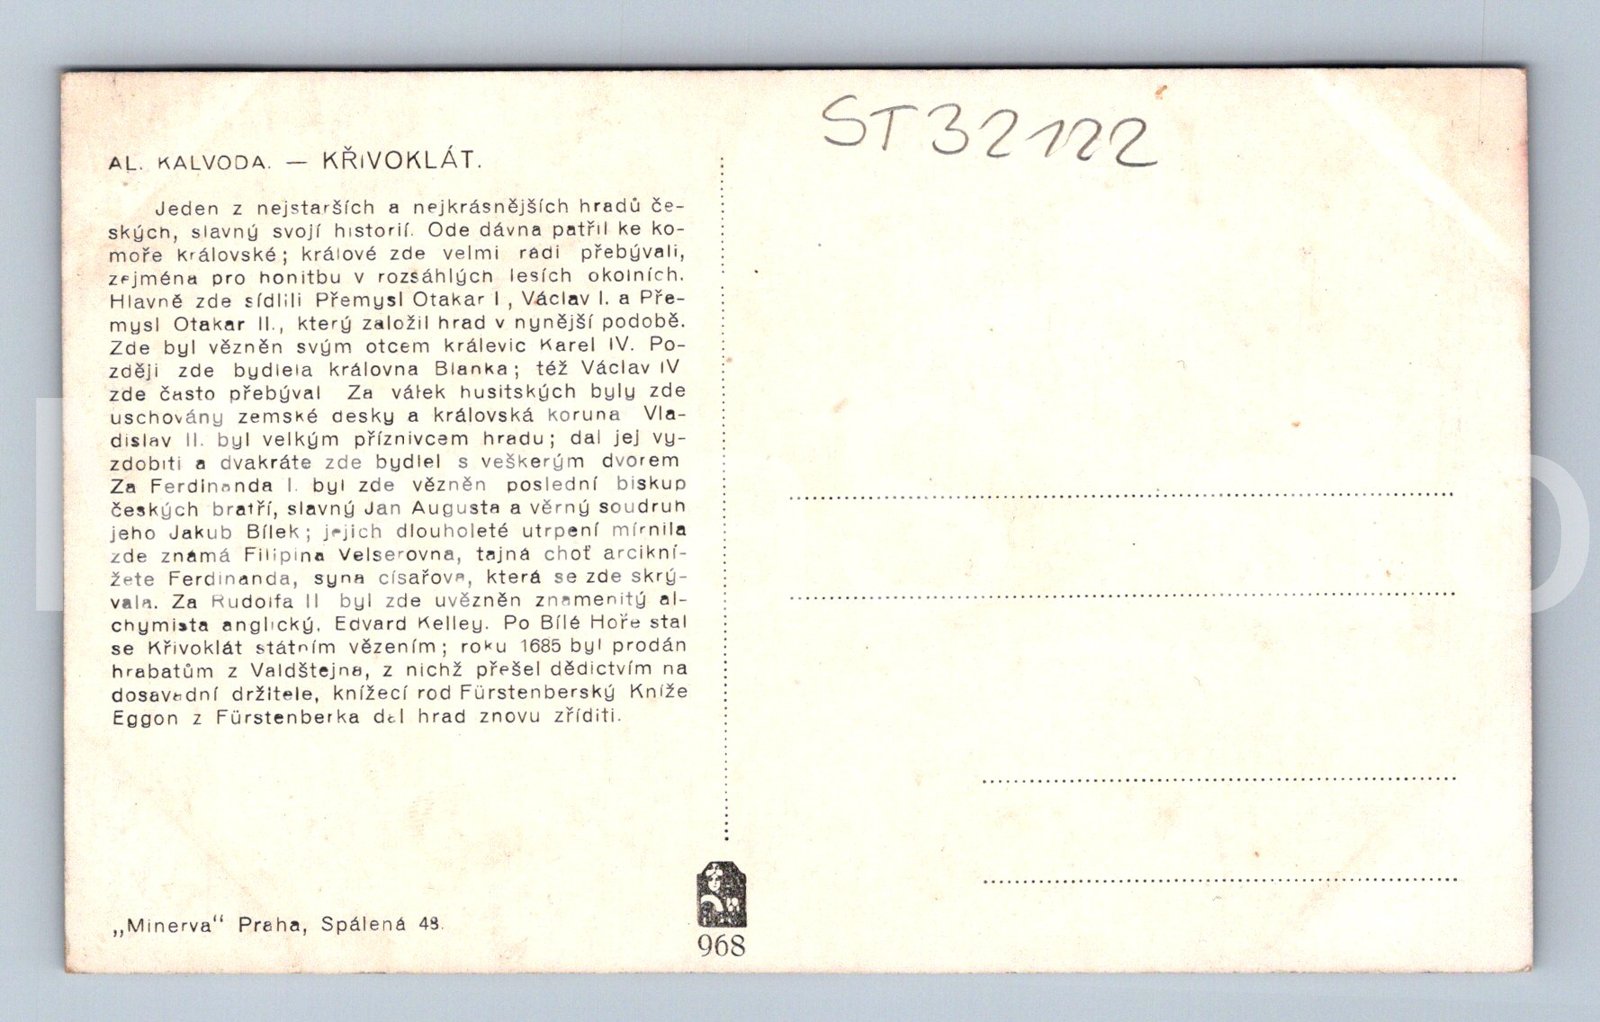 ST32122
AL. KALVODA. — KŘIVOKLÁT.
Jeden z nejstarších a nejkrásnějších hradů če-
ských, slavný svojí historií. Ode dávna patřil ke ko-
moře královské; králové zde velmi rádi přebývali,
zejména pro honitbu v rozsáhlých lesích okolních.
Hlavně zde sídlili Přemysl Otakar I, Václav I. a Pře-
mysl Otakar II., který založil hrad v nynější podobě.
Zde byl vězněn svým otcem králevic Karel IV. Po-
zději zde bydlela královna Blanka; též Václav IV
zde často přebýval Za válek husitských byly zde
uschovány zemské desky a královská koruna Vla-
dislav II. byl velkým příznivcem hradu; dal jej vy-
zdobiti a dvakráte zde bydlel s veškerým dvorem
Za Ferdinanda I. byl zde vězněn poslední biskup
českých bratří, slavný Jan Augusta a věrný soudruh
jeho Jakub Bílek; jejich dlouholeté utrpení mírnila
zde známá Filipina Velserovna, tajná choť arcikní-
žete Ferdinanda, syna císařova, která se zde skrý-
vala. Za Rudolfa II byl zde uvězněn znamenitý al-
chymista anglický, Edvard Kelley. Po Bílé Hoře stal
se Křivoklát státním vězením; roku 1685 byl prodán
hrabatům z Valdštejna, z nichž přešel dědictvím na
dosavadní držitele, knížecí rod Fürstenberský Kníže
Eggon z Fürstenberka dal hrad znovu zříditi.
„Minerva“ Praha, Spálená 48.
968